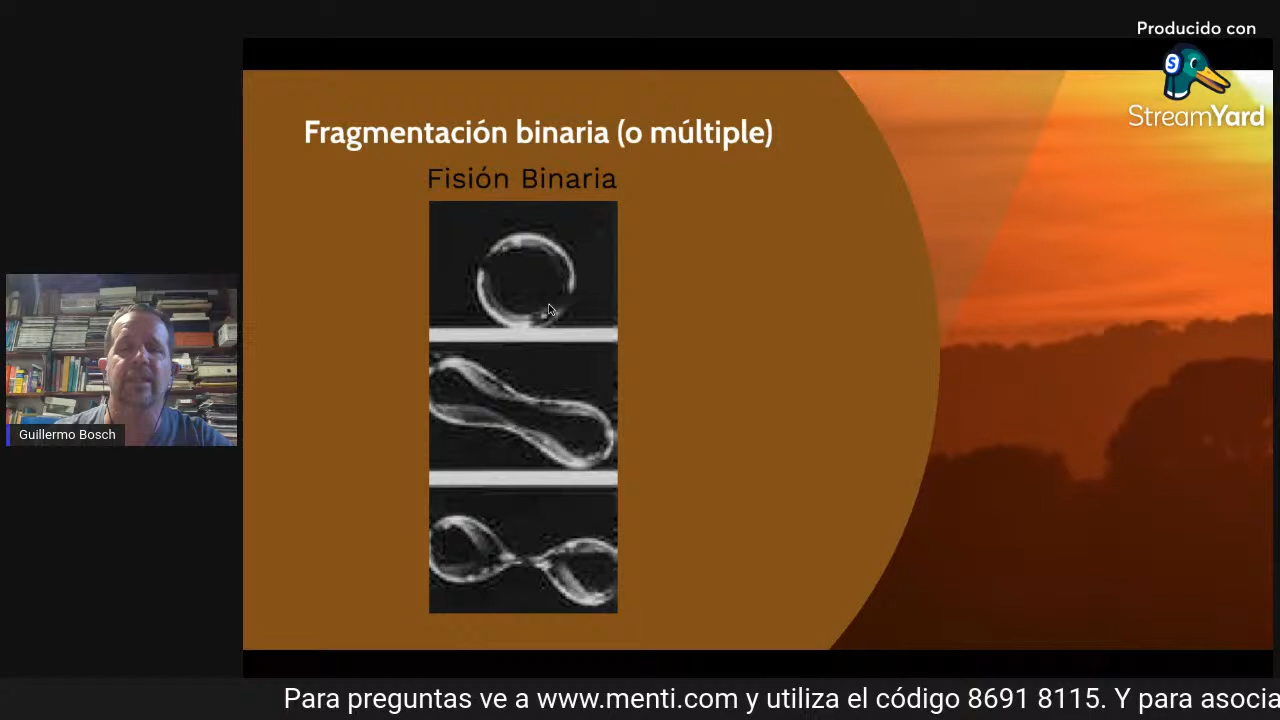 Producido con
StreamYard
Fragmentación binaria (o múltiple)
Fisión Binaria
Guillermo Bosch
Para preguntas ve a www.menti.com y utiliza el código 8691 8115. Y para asocia